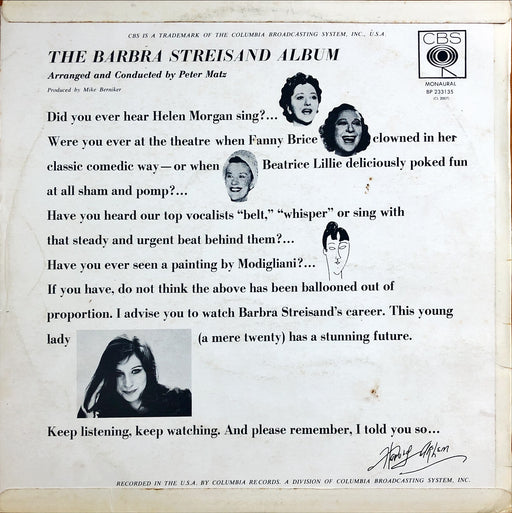 CBS IS A TRADEMARK OF THE COLUMBIA BROADCASTING SYSTEM, INC., U.S.A.
CBS
MONAURAL
BP 233135
THE BARBRA STREISAND ALBUM
Arranged and Conducted by Peter Matz
Produced by Mike Berniker
Did you ever hear Helen Morgan sing?...
Were you ever at the theatre when Fanny Brice clowned in her
classic comedic way—or when Beatrice Lillie deliciously poked fun
at all sham and pomp?...
Have you heard our top vocalists “belt,” “whisper” or sing with
that steady and urgent beat behind them?...
Have you ever seen a painting by Modigliani?...
If you have, do not think the above has been ballooned out of
proportion. I advise you to watch Barbra Streisand’s career. This young
lady (a mere twenty) has a stunning future.
Keep listening, keep watching. And please remember, I told you so...
Harold Arlen
RECORDED IN THE U.S.A. BY COLUMBIA RECORDS. A DIVISION OF COLUMBIA BROADCASTING SYSTEM, INC.